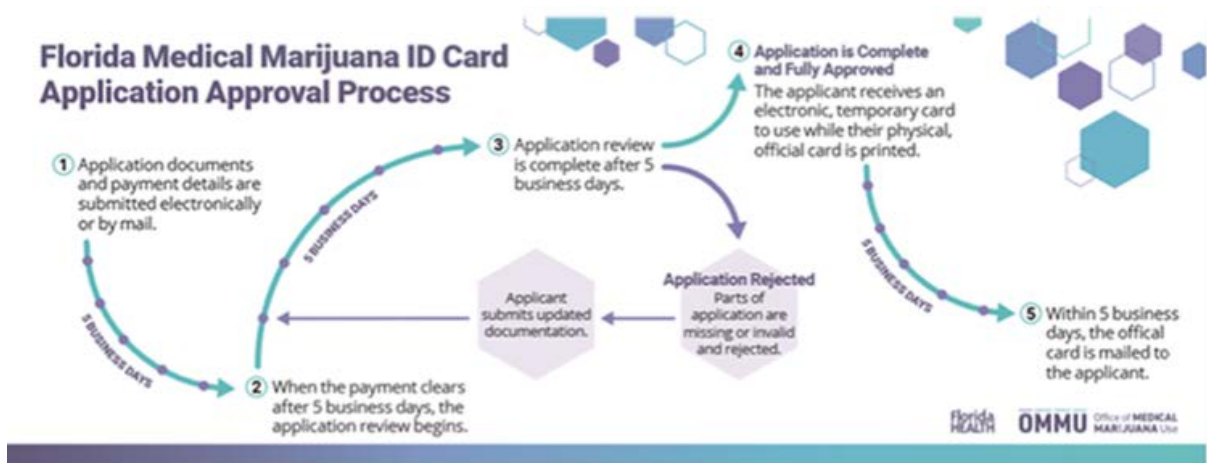 Florida Medical Marijuana ID Card
Application Approval Process
1 Application documents
and payment details are
submitted electronically
or by mail.
5 BUSINESS DAYS
2 When the payment clears
after 5 business days, the
application review begins.
5 BUSINESS DAYS
3 Application review
is complete after 5
business days.
4 Application is Complete
and Fully Approved
The applicant receives an
electronic, temporary card
to use while their physical,
official card is printed.
Application Rejected
Parts of
application are
missing or invalid
and rejected.
Applicant
submits updated
documentation.
5 BUSINESS DAYS
5 Within 5 business
days, the offical
card is mailed to
the applicant.
Florida
HEALTH
OMMU
Office of MEDICAL
MARIJUANA Use